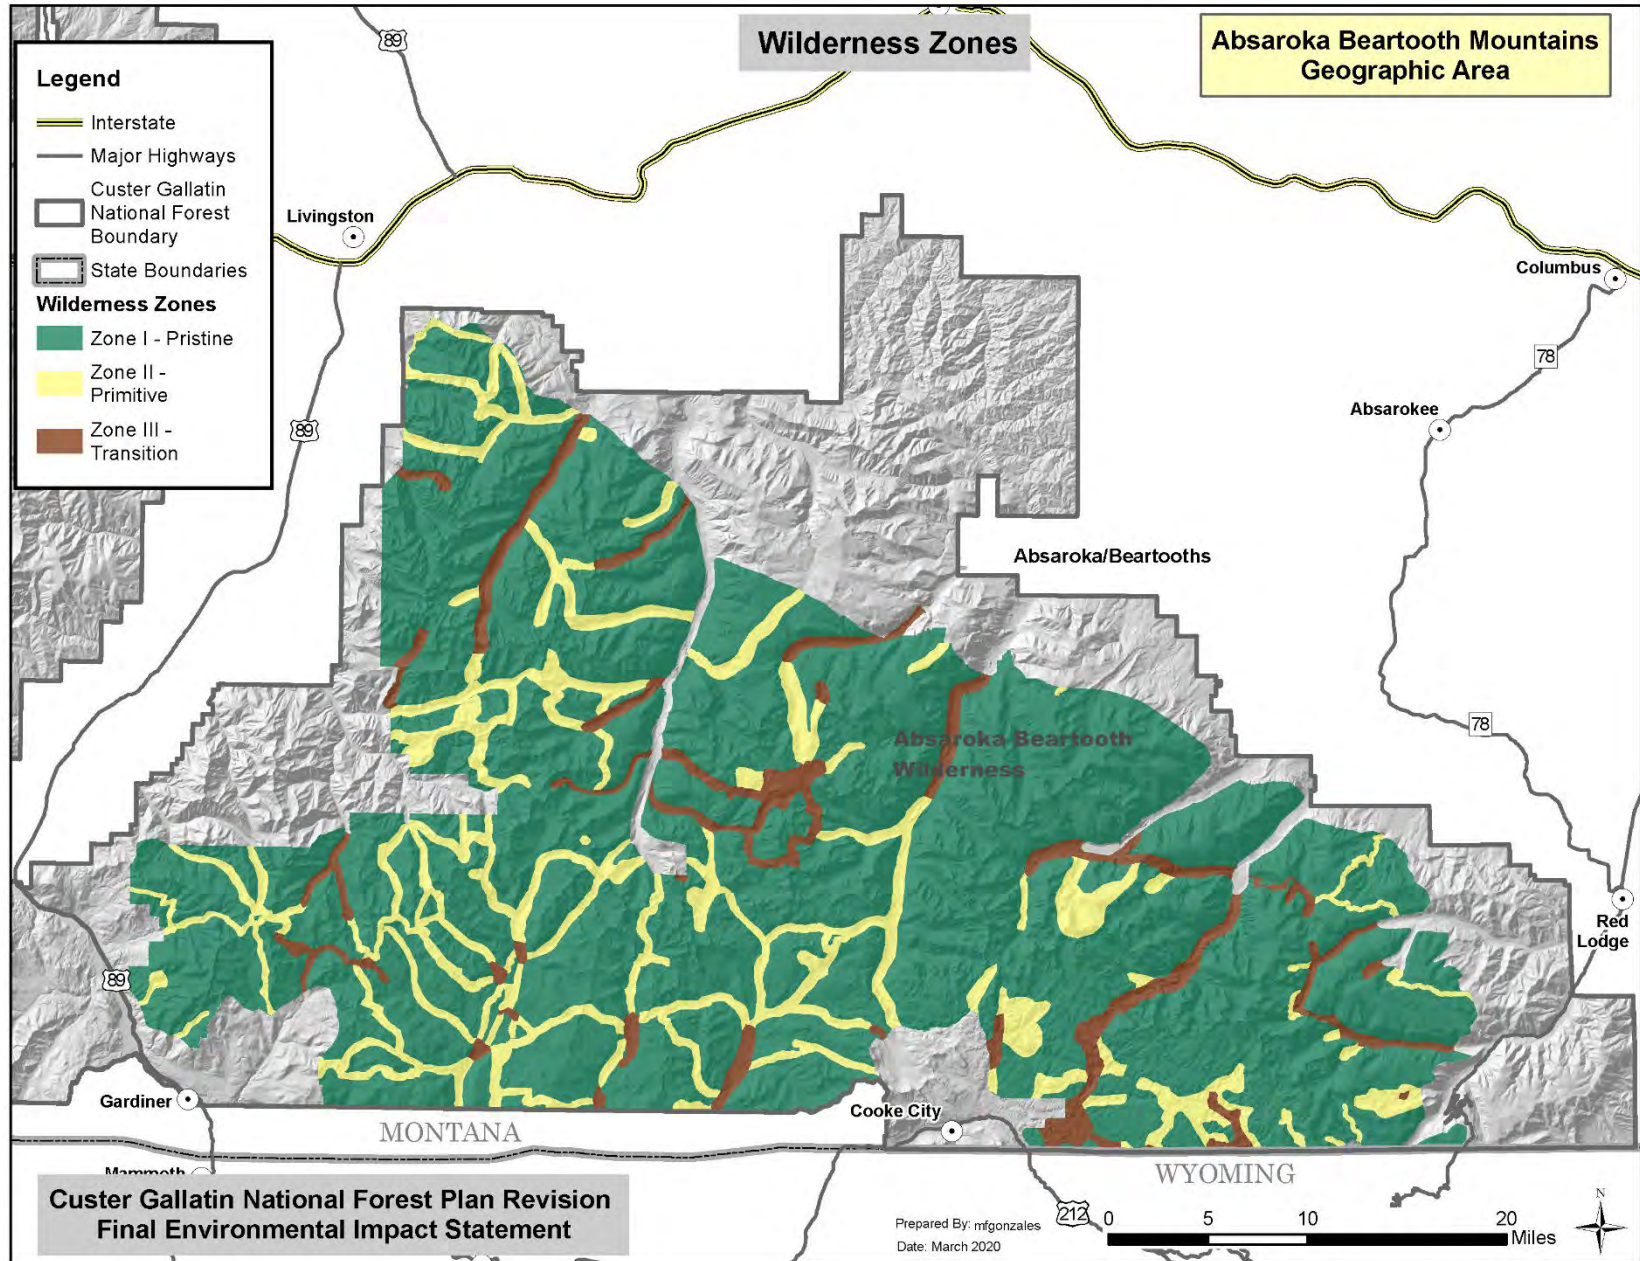 Wilderness Zones
Absaroka Beartooth Mountains
Geographic Area
Legend
Interstate
Major Highways
Custer Gallatin
National Forest
Boundary
State Boundaries
Wilderness Zones
Zone I - Pristine
Zone II -
Primitive
Zone III -
Transition
89
Livingston
Columbus
78
89
Absarokee
Absaroka/Beartooths
78
Absaroka Beartooth
Wilderness
Red
Lodge
89
Gardiner
Cooke City
MONTANA
WYOMING
Mammoth
212
Custer Gallatin National Forest Plan Revision
Final Environmental Impact Statement
Prepared By: mfgonzales
Date: March 2020
0 5 10 20
Miles
N